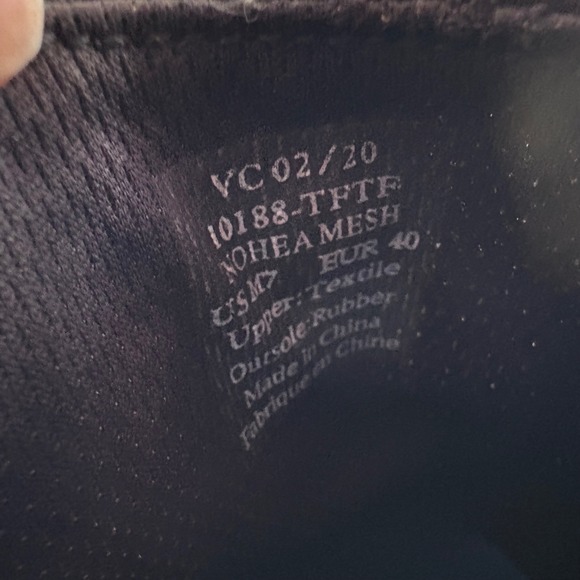 VC 02/20
10188-TFTF
NOHEA MESH
US M7 EUR 40
Upper: Textile
Outsole: Rubber
Made in China
Fabriqué en Chine